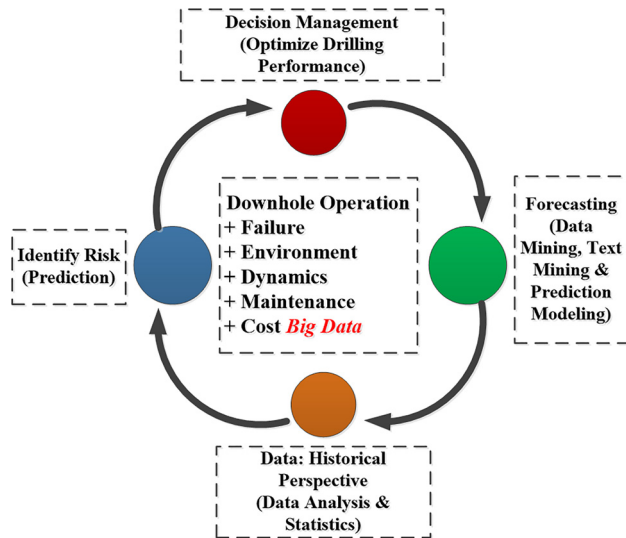 Decision Management
(Optimize Drilling
Performance)
Downhole Operation
+ Failure
+ Environment
+ Dynamics
+ Maintenance
+ Cost Big Data
Forecasting
(Data
Mining, Text
Mining &
Prediction
Modeling)
Identify Risk
(Prediction)
Data: Historical
Perspective
(Data Analysis &
Statistics)